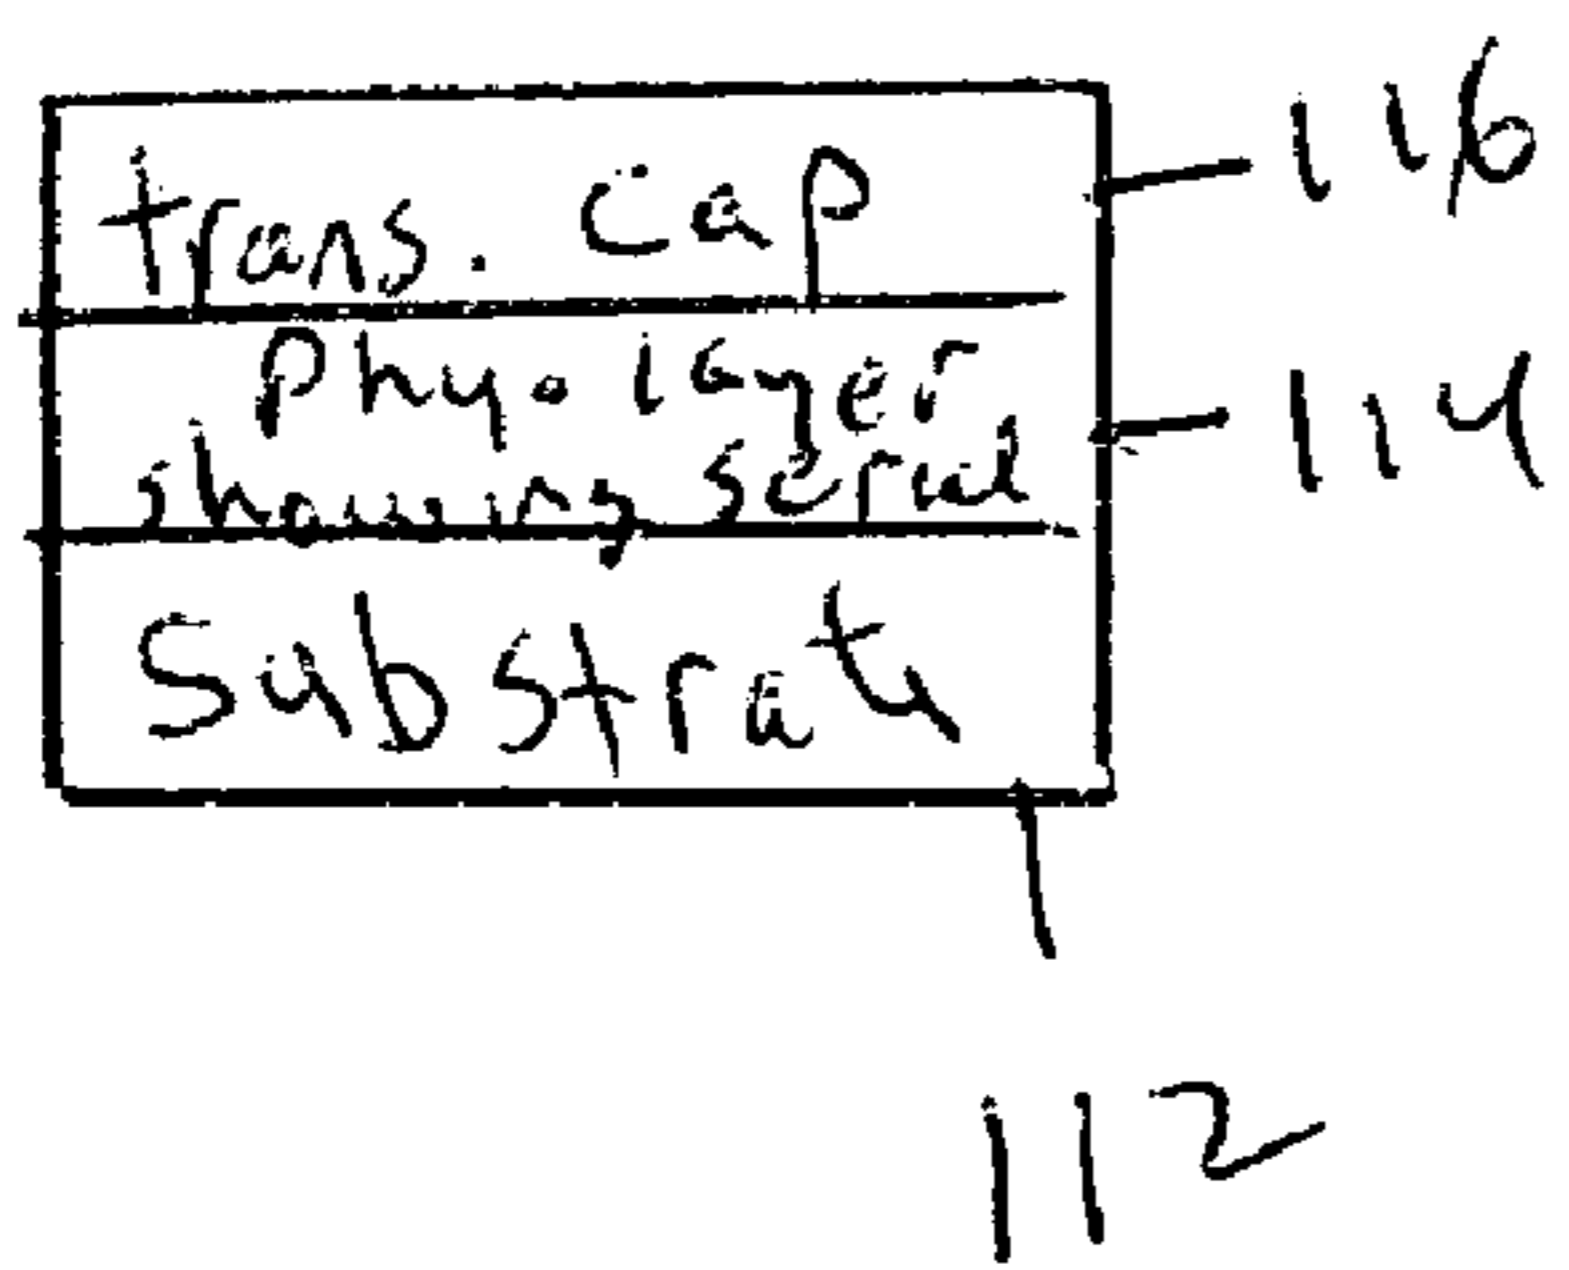 trans. cap
116
phy. layer
showing serial
114
Substrate
112